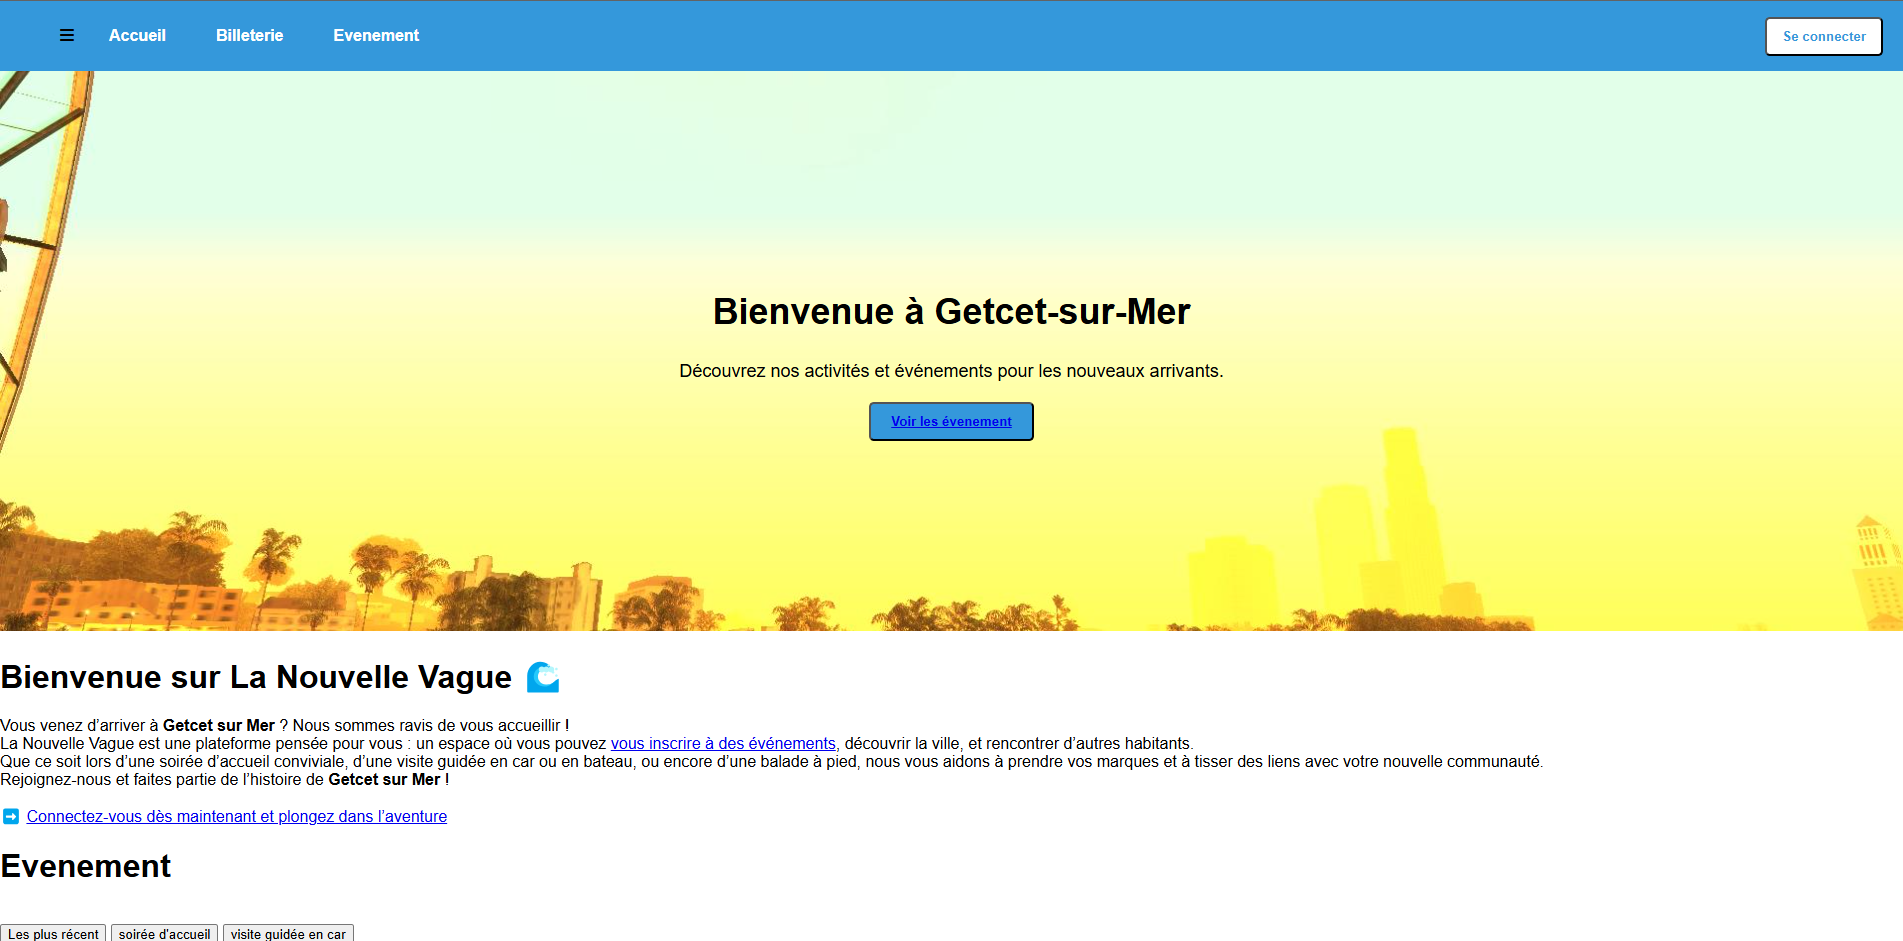 Accueil Billeterie Evenement Se connecter
Bienvenue à Getcet-sur-Mer
Découvrez nos activités et événements pour les nouveaux arrivants.
Voir les évenement
Bienvenue sur La Nouvelle Vague
Vous venez d’arriver à Getcet sur Mer ? Nous sommes ravis de vous accueillir !
La Nouvelle Vague est une plateforme pensée pour vous : un espace où vous pouvez vous inscrire à des événements, découvrir la ville, et rencontrer d’autres habitants.
Que ce soit lors d’une soirée d’accueil conviviale, d’une visite guidée en car ou en bateau, ou encore d’une balade à pied, nous vous aidons à prendre vos marques et à tisser des liens avec votre nouvelle communauté.
Rejoignez-nous et faites partie de l’histoire de Getcet sur Mer !
Connectez-vous dès maintenant et plongez dans l’aventure
Evenement
Les plus récent soirée d'accueil visite guidée en car